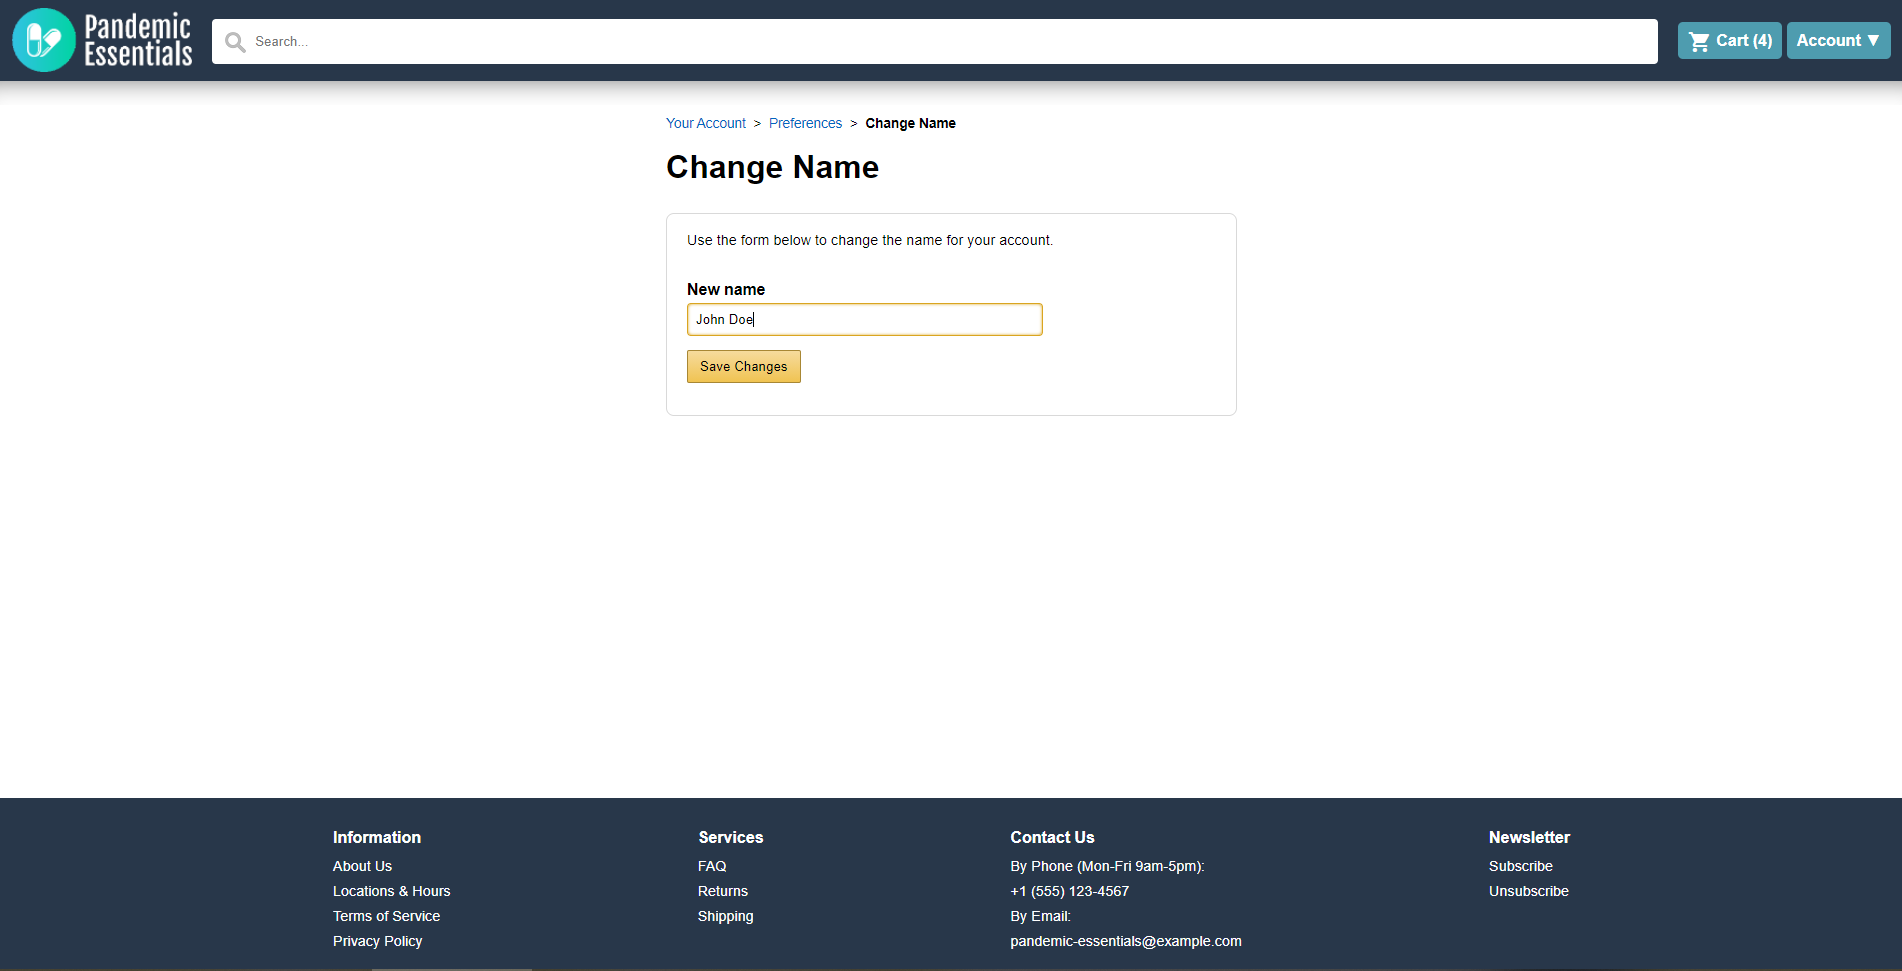 Pandemic
Essentials
Search...
Cart (4)
Account ▼
Your Account > Preferences > Change Name
Change Name
Use the form below to change the name for your account.
New name
John Doe
Save Changes
Information
About Us
Locations & Hours
Terms of Service
Privacy Policy
Services
FAQ
Returns
Shipping
Contact Us
By Phone (Mon-Fri 9am-5pm):
+1 (555) 123-4567
By Email:
pandemic-essentials@example.com
Newsletter
Subscribe
Unsubscribe